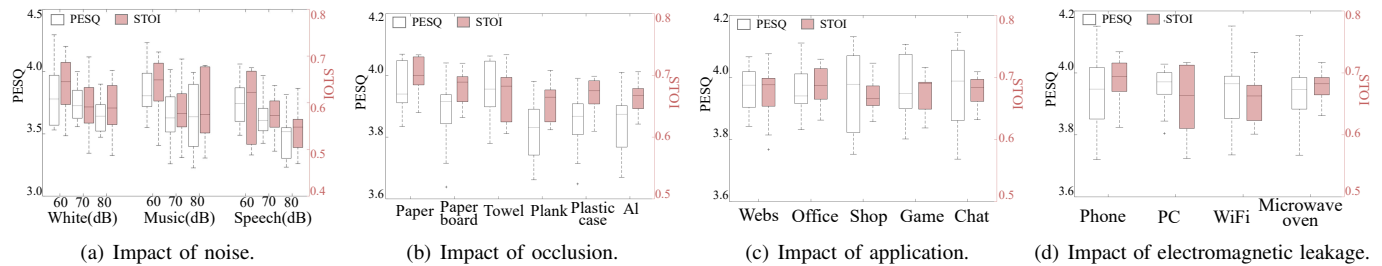 4.5
4.0
3.5
3.0
PESQ
PESQ STOI
0.8
0.7
0.6
0.5
0.4
STOI
60 70 80 60 70 80 60 70 80
White(dB) Music(dB) Speech(dB)
(a) Impact of noise.
4.2
4.0
3.8
3.6
PESQ
PESQ STOI
0.8
0.7
0.6
0.5
STOI
Paper Paper board Towel Plank Plastic case Al
(b) Impact of occlusion.
4.2
4.0
3.8
3.6
PESQ
PESQ STOI
0.8
0.7
0.6
0.5
STOI
Webs Office Shop Game Chat
(c) Impact of application.
4.2
4.0
3.8
3.6
PESQ
PESQ STOI
0.8
0.7
0.6
0.5
STOI
Phone PC WiFi Microwave oven
(d) Impact of electromagnetic leakage.